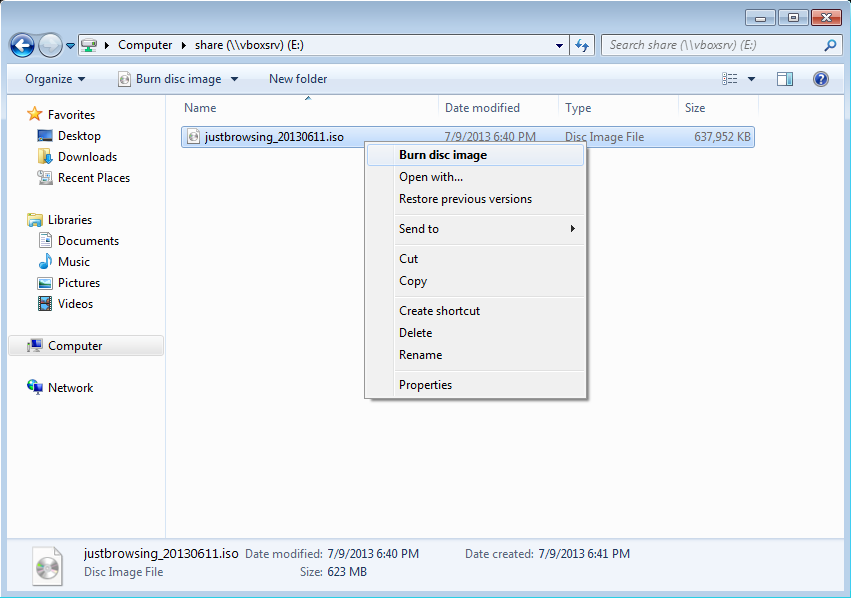 Computer share (\\vboxsrv) (E:) Search share (\\vboxsrv) (E:)
Organize Burn disc image New folder
Name Date modified Type Size
justbrowsing_20130611.iso 7/9/2013 6:40 PM Disc Image File 637,952 KB
Favorites
Desktop
Downloads
Recent Places
Libraries
Documents
Music
Pictures
Videos
Computer
Network
Burn disc image
Open with...
Restore previous versions
Send to
Cut
Copy
Create shortcut
Delete
Rename
Properties
justbrowsing_20130611.iso Date modified: 7/9/2013 6:40 PM Date created: 7/9/2013 6:41 PM
Disc Image File Size: 623 MB